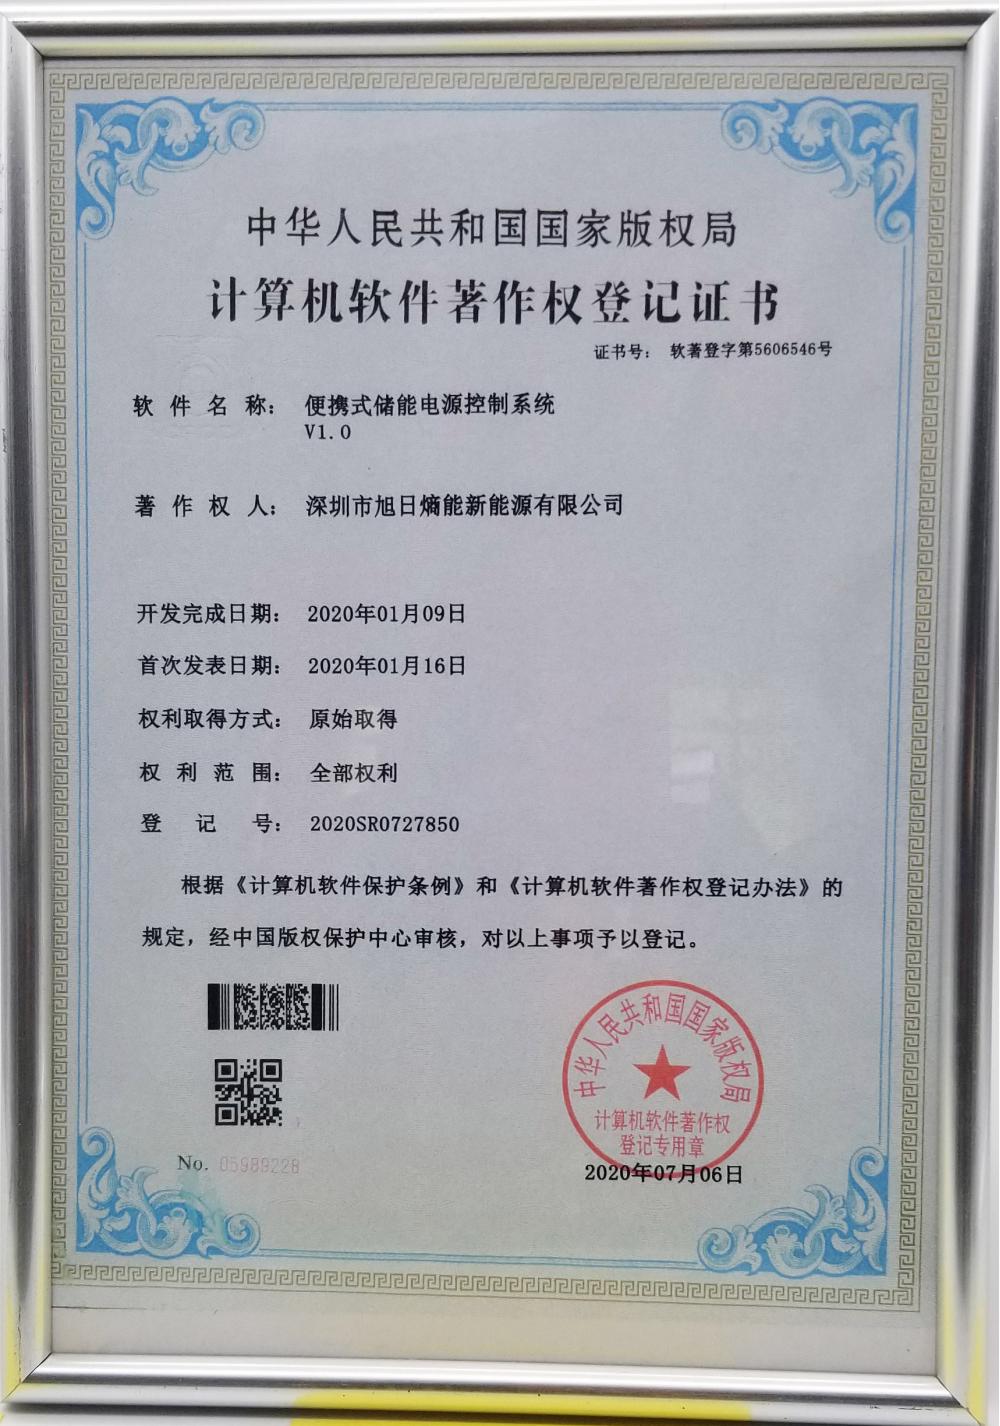 中华人民共和国国家版权局
计算机软件著作权登记证书
证书号： 软著登字第5606546号
软件名称： 便携式储能电源控制系统
V1.0
著作权人： 深圳市旭日熵能新能源有限公司
开发完成日期： 2020年01月09日
首次发表日期： 2020年01月16日
权利取得方式： 原始取得
权利范围： 全部权利
登记号： 2020SR0727850
根据《计算机软件保护条例》和《计算机软件著作权登记办法》的
规定，经中国版权保护中心审核，对以上事项予以登记。
中华人民共和国国家版权局
计算机软件著作权
登记专用章
No. 05989228
2020年07月06日